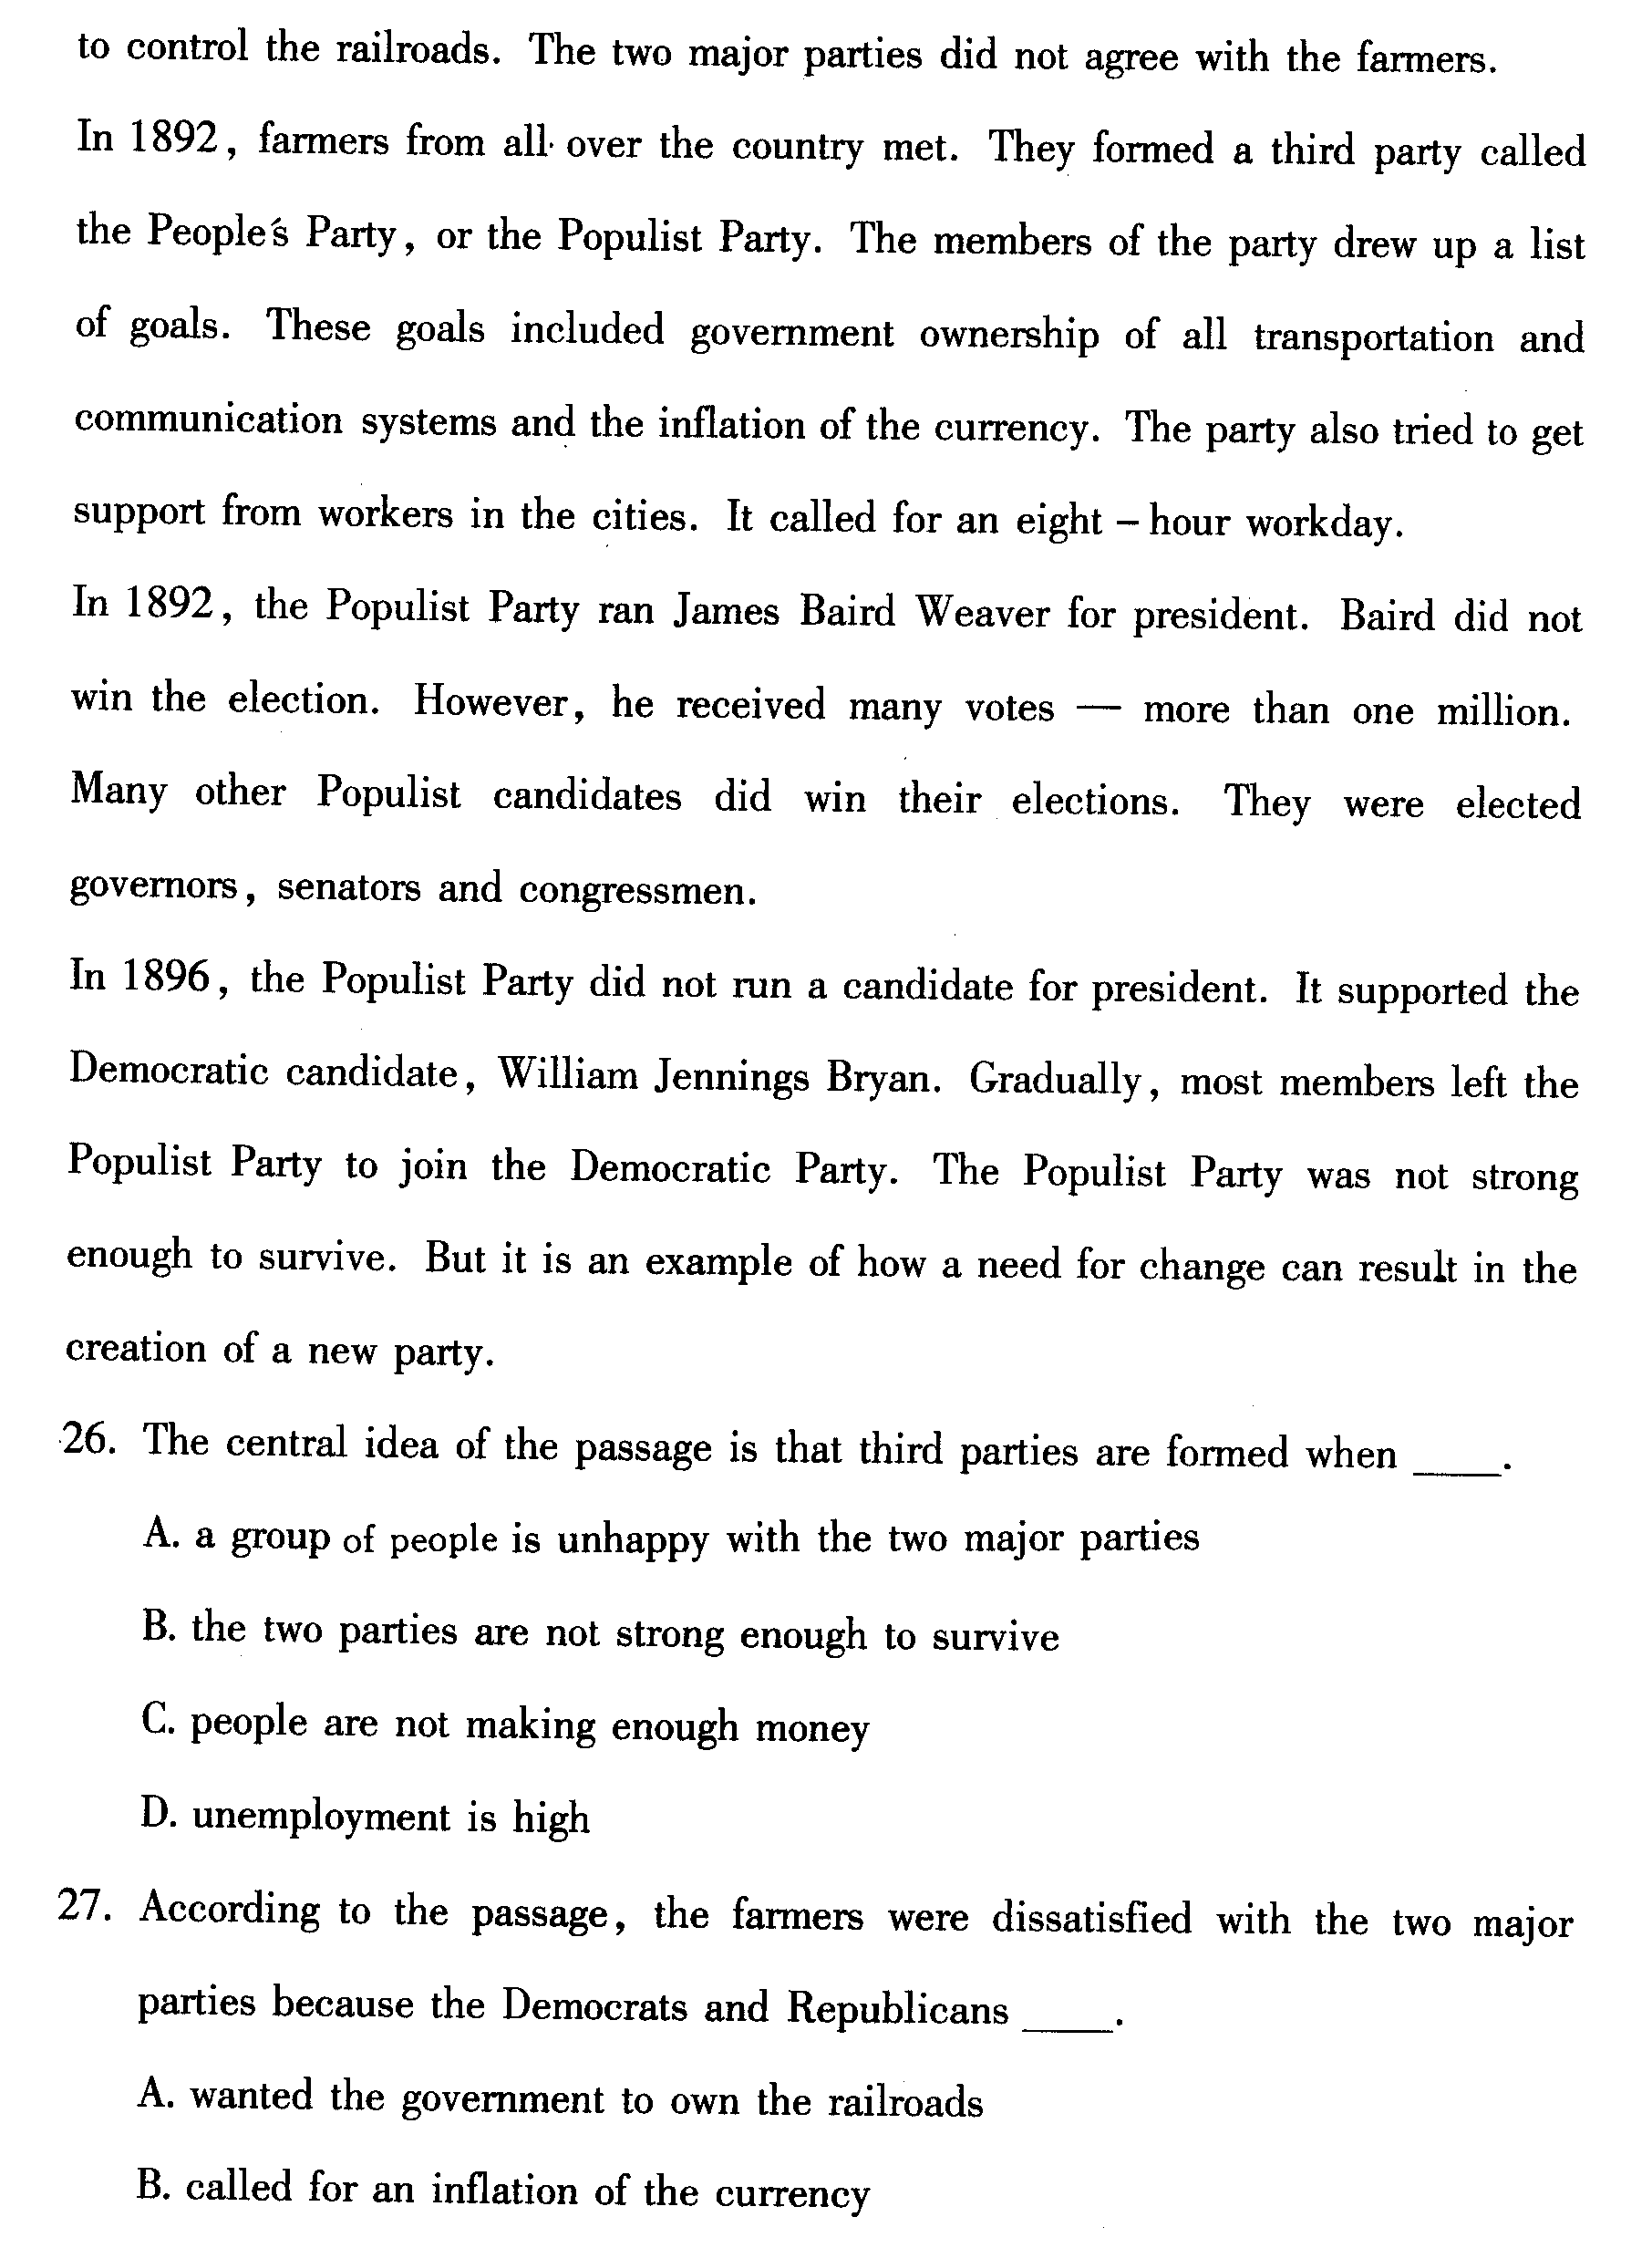 to control the railroads. The two major parties did not agree with the farmers.
In 1892, farmers from all over the country met. They formed a third party called
the People's Party, or the Populist Party. The members of the party drew up a list
of goals. These goals included government ownership of all transportation and
communication systems and the inflation of the currency. The party also tried to get
support from workers in the cities. It called for an eight – hour workday.
In 1892, the Populist Party ran James Baird Weaver for president. Baird did not
win the election. However, he received many votes — more than one million.
Many other Populist candidates did win their elections. They were elected
governors, senators and congressmen.
In 1896, the Populist Party did not run a candidate for president. It supported the
Democratic candidate, William Jennings Bryan. Gradually, most members left the
Populist Party to join the Democratic Party. The Populist Party was not strong
enough to survive. But it is an example of how a need for change can result in the
creation of a new party.
26. The central idea of the passage is that third parties are formed when ____.
A. a group of people is unhappy with the two major parties
B. the two parties are not strong enough to survive
C. people are not making enough money
D. unemployment is high
27. According to the passage, the farmers were dissatisfied with the two major
parties because the Democrats and Republicans ____.
A. wanted the government to own the railroads
B. called for an inflation of the currency